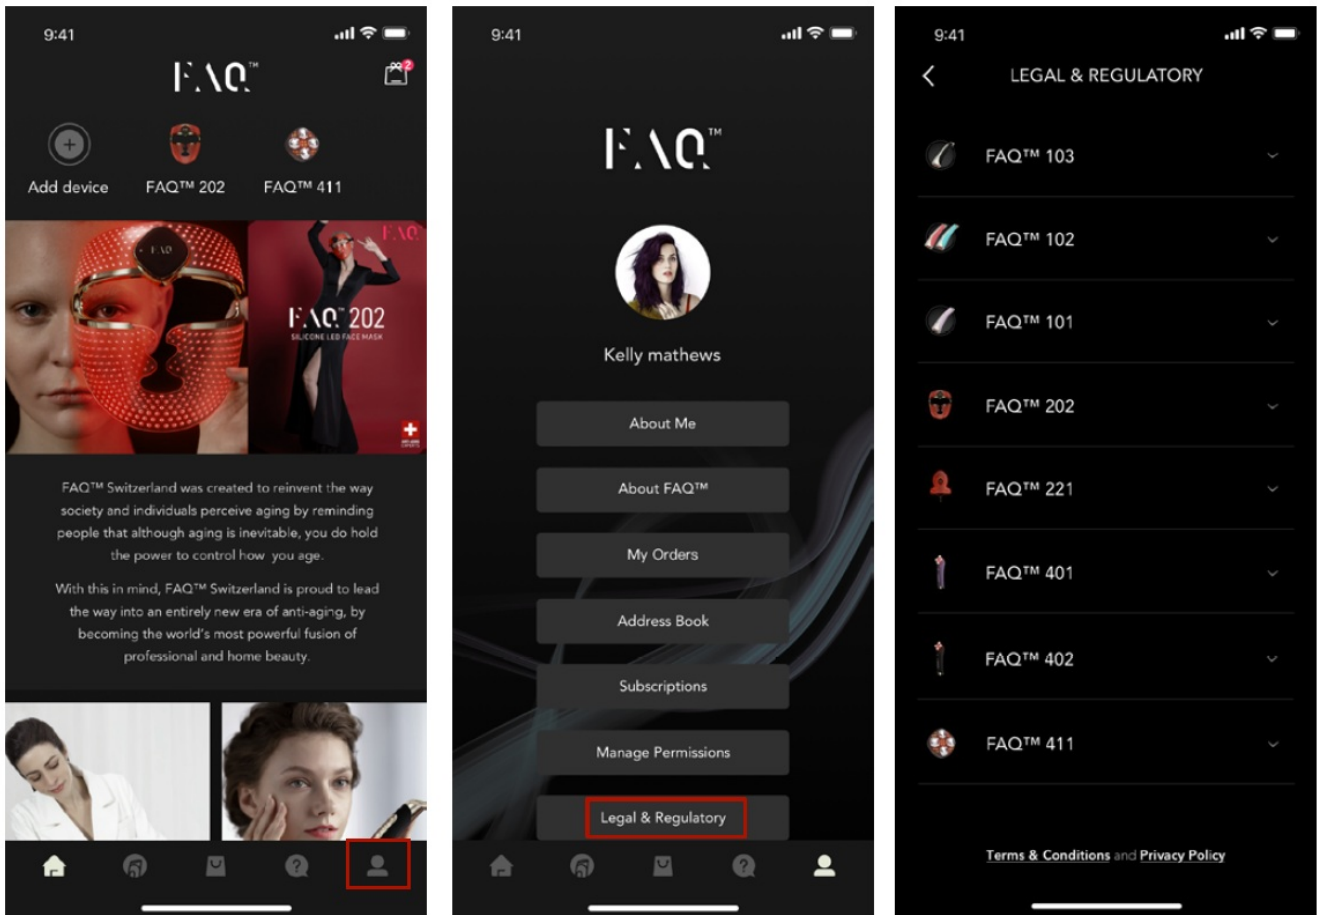 9:41
FAQ™
2
Add device
FAQ™ 202
FAQ™ 411
FAQ
FAQ
FAQ™ 202
SILICONE LED FACE MASK
FAQ™ Switzerland was created to reinvent the way
society and individuals perceive aging by reminding
people that although aging is inevitable, you do hold
the power to control how you age.
With this in mind, FAQ™ Switzerland is proud to lead
the way into an entirely new era of anti-aging, by
becoming the world's most powerful fusion of
professional and home beauty.
?
9:41
FAQ™
Kelly mathews
About Me
About FAQ™
My Orders
Address Book
Subscriptions
Manage Permissions
Legal & Regulatory
?
9:41
LEGAL & REGULATORY
FAQ™ 103
FAQ™ 102
FAQ™ 101
FAQ™ 202
FAQ™ 221
FAQ™ 401
FAQ™ 402
FAQ™ 411
Terms & Conditions and Privacy Policy